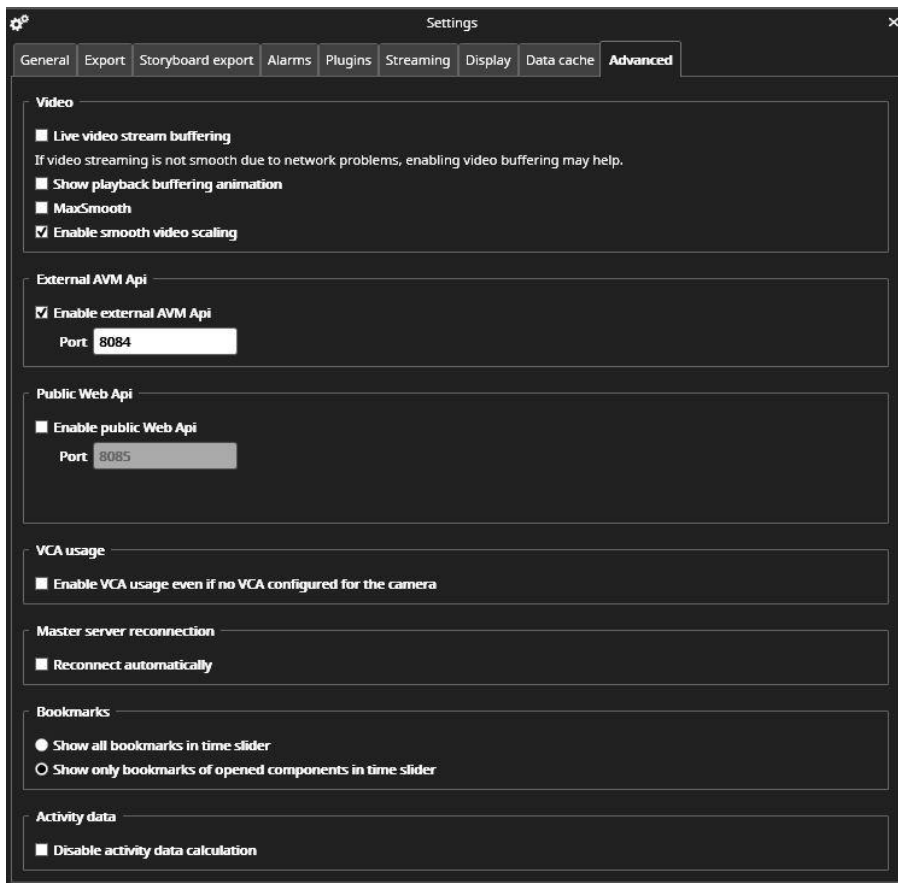 Settings
General Export Storyboard export Alarms Plugins Streaming Display Data cache Advanced
Video
Live video stream buffering
If video streaming is not smooth due to network problems, enabling video buffering may help.
Show playback buffering animation
MaxSmooth
Enable smooth video scaling
External AVM Api
Enable external AVM Api
Port 8084
Public Web Api
Enable public Web Api
Port 8085
VCA usage
Enable VCA usage even if no VCA configured for the camera
Master server reconnection
Reconnect automatically
Bookmarks
Show all bookmarks in time slider
Show only bookmarks of opened components in time slider
Activity data
Disable activity data calculation